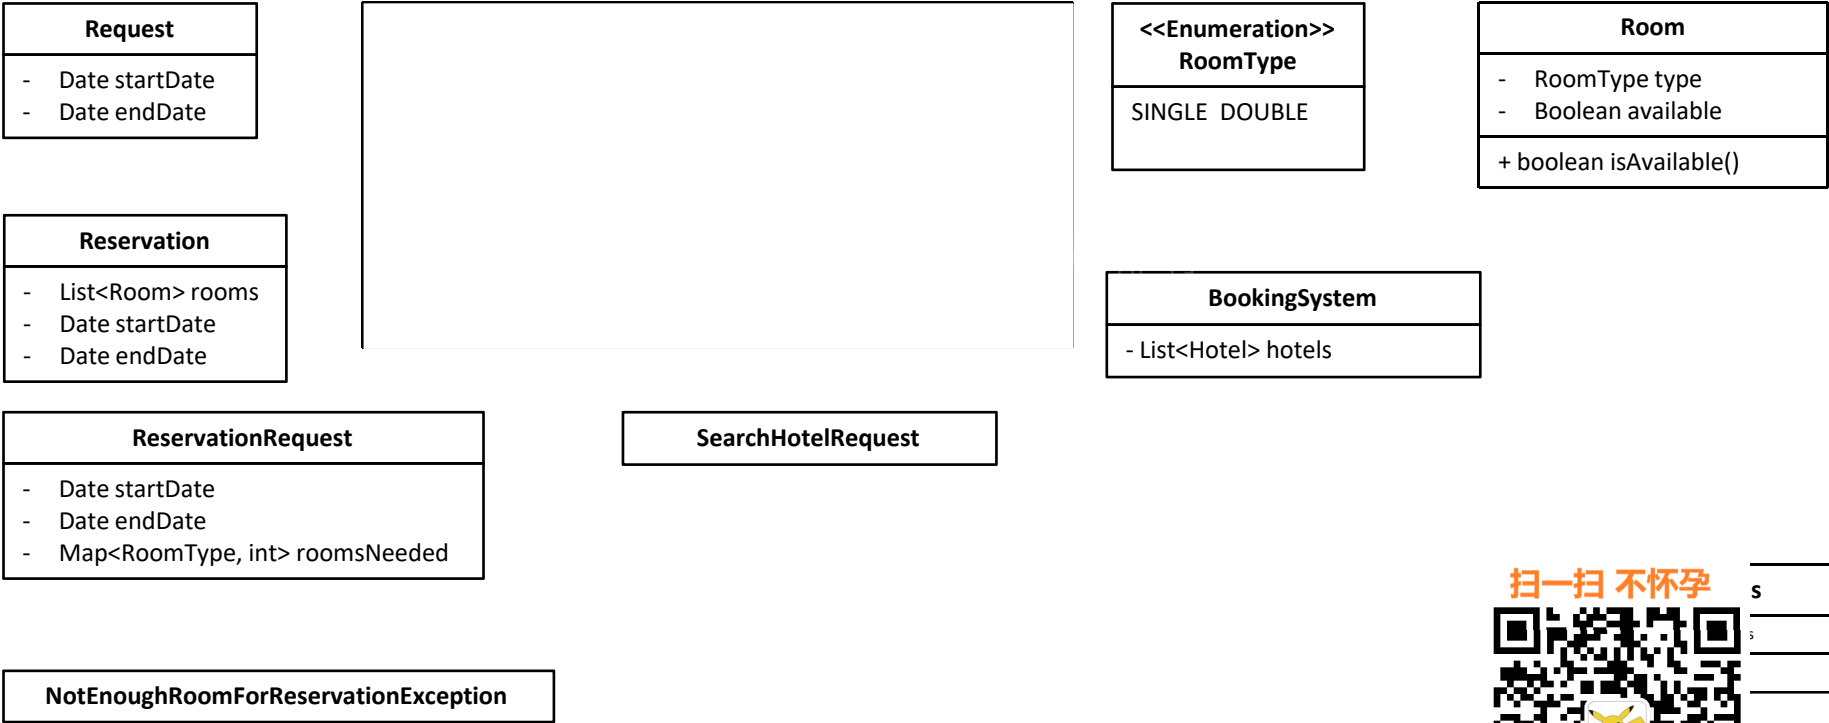 Request
- Date startDate
- Date endDate
<<Enumeration>>
RoomType
SINGLE DOUBLE
Room
- RoomType type
- Boolean available
+ boolean isAvailable()
Reservation
- List<Room> rooms
- Date startDate
- Date endDate
BookingSystem
- List<Hotel> hotels
ReservationRequest
- Date startDate
- Date endDate
- Map<RoomType, int> roomsNeeded
SearchHotelRequest
NotEnoughRoomForReservationException
扫一扫 不怀孕
s
s